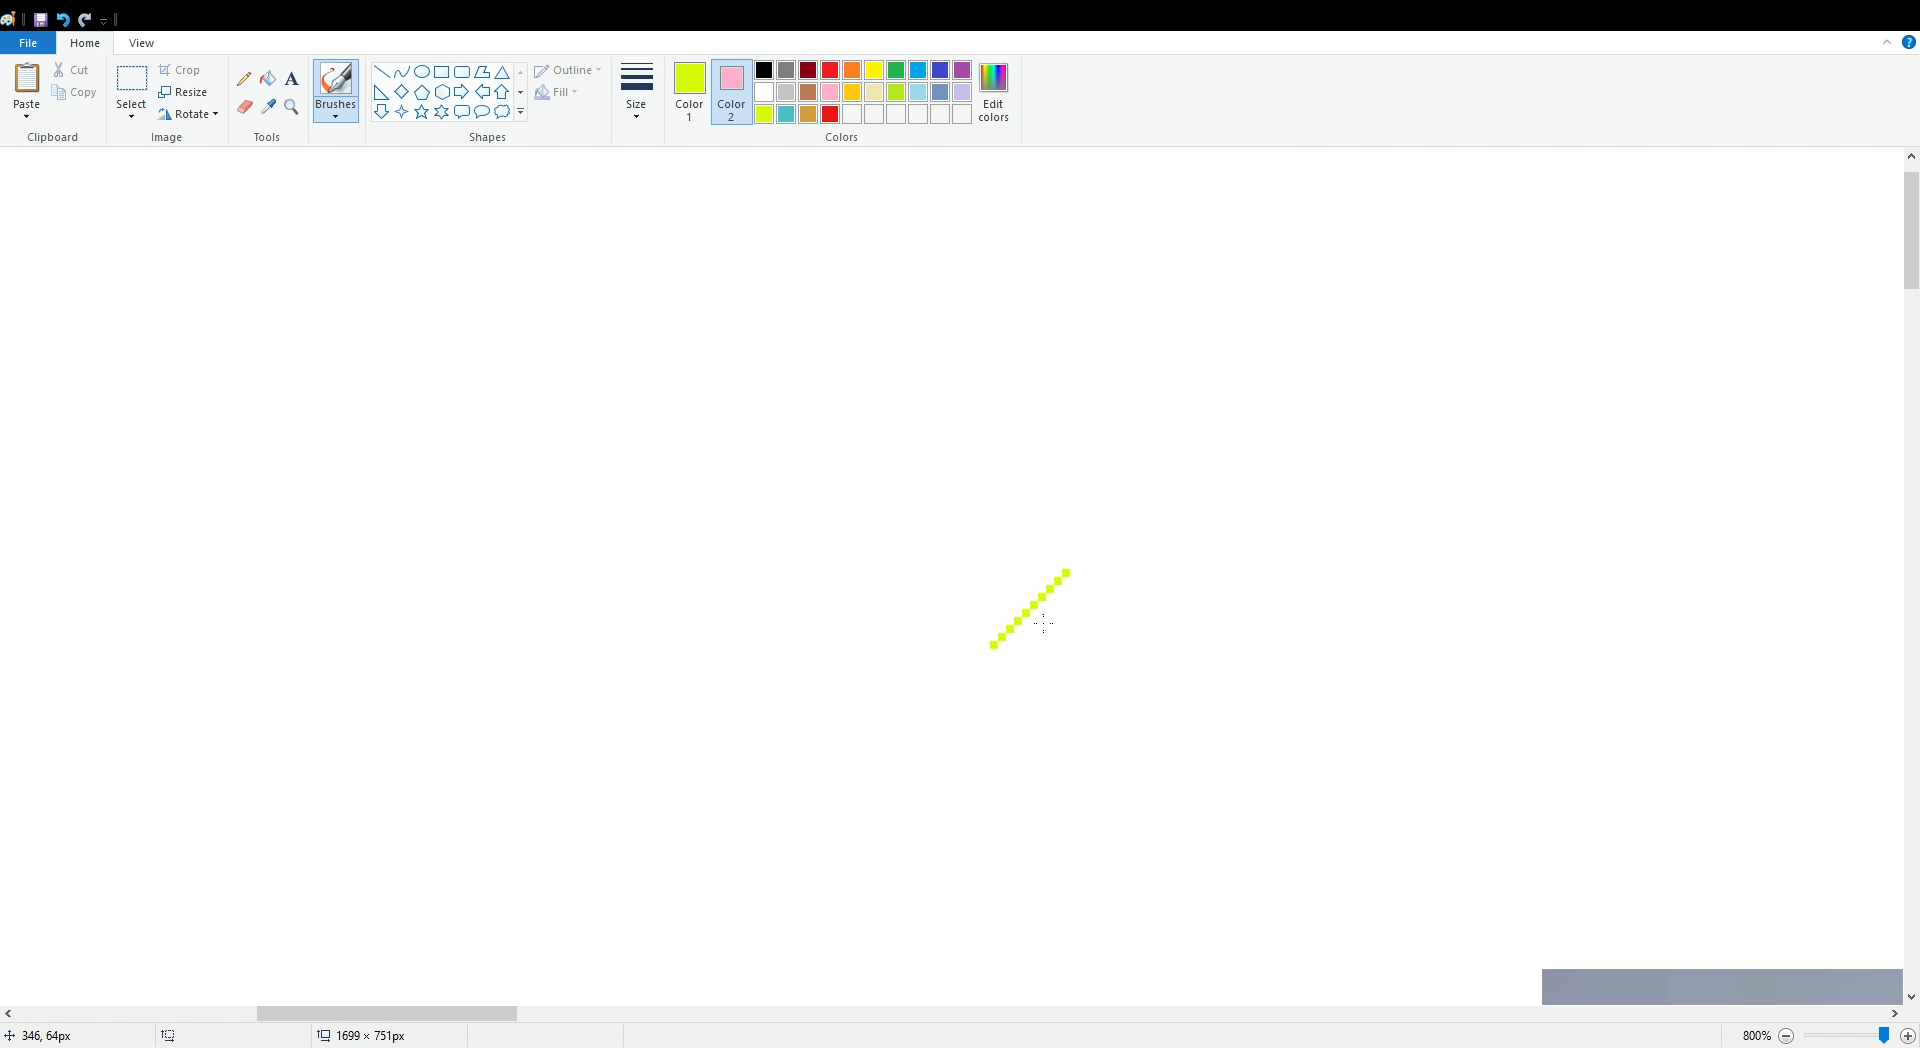 File Home View
Paste Cut Copy Clipboard
Select Crop Resize Rotate Image
A Tools
Brushes
Shapes
Outline Fill
Size
Color 1 Color 2 Edit colors Colors
346, 64px 1699 × 751px 800%